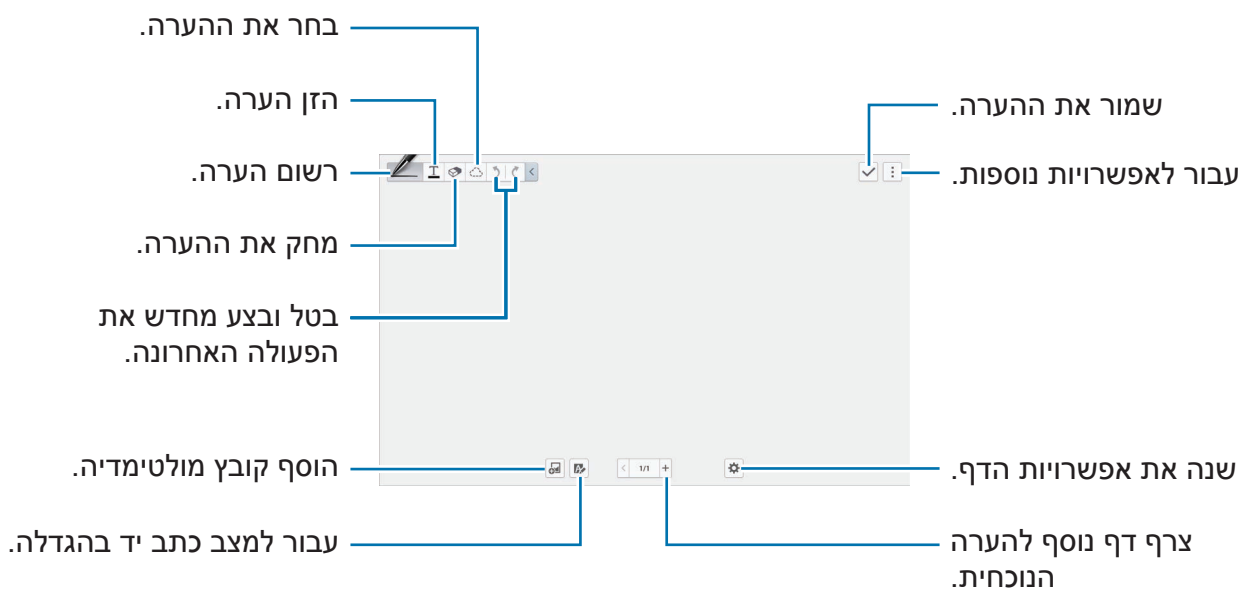 בחר את ההערה.
הזן הערה.
רשום הערה.
מחק את ההערה.
בטל ובצע מחדש את
הפעולה האחרונה.
הוסף קובץ מולטימדיה.
עבור למצב כתב יד בהגדלה.
שמור את ההערה.
עבור לאפשרויות נוספות.
1/1
שנה את אפשרויות הדף.
צרף דף נוסף להערה
הנוכחית.